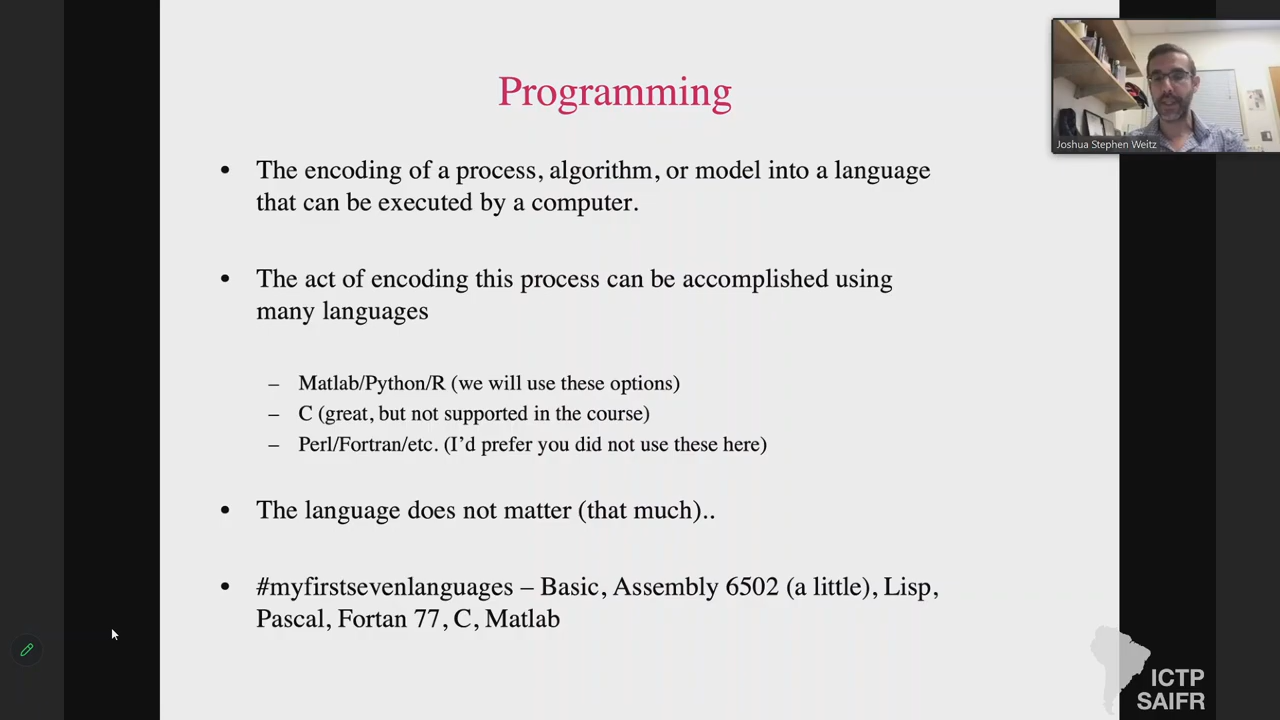 Programming
Joshua Stephen Weitz
• The encoding of a process, algorithm, or model into a language
that can be executed by a computer.
• The act of encoding this process can be accomplished using
many languages
– Matlab/Python/R (we will use these options)
– C (great, but not supported in the course)
– Perl/Fortran/etc. (I’d prefer you did not use these here)
• The language does not matter (that much)..
• #myfirstsevenlanguages – Basic, Assembly 6502 (a little), Lisp,
Pascal, Fortan 77, C, Matlab
ICTP
SAIFR